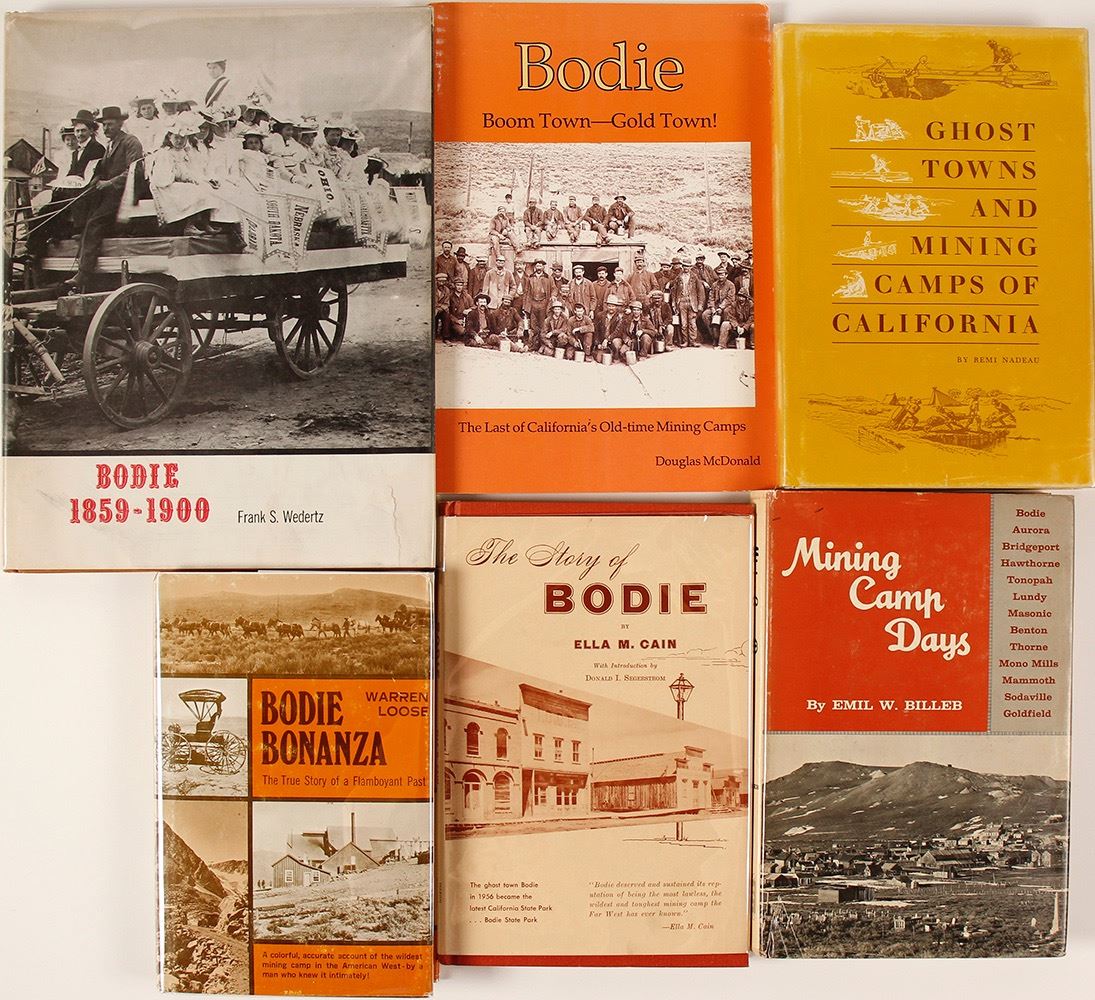 BODIE
1859-1900
Frank S. Wedertz
Bodie
Boom Town—Gold Town!
The Last of California's Old-time Mining Camps
Douglas McDonald
GHOST
TOWNS
AND
MINING
CAMPS OF
CALIFORNIA
BY REMI NADEAU
OHIO
NEBRASKA
SOUTH DAKOTA
BODIE
BONANZA
WARREN
LOOSE
The True Story of a Flamboyant Past
A colorful, accurate account of the wildest
mining camp in the American West-by a
man who knew it intimately!
The Story of
BODIE
BY
ELLA M. CAIN
With Introduction by
DONALD I. SEGERSTROM
The ghost town Bodie
in 1956 became the
latest California State Park
. . . Bodie State Park
"Bodie deserved and sustained its rep-
utation of being the most lawless, the
wildest and toughest mining camp the
Far West has ever known."
—Ella M. Cain
Mining
Camp
Days
By EMIL W. BILLEB
Bodie
Aurora
Bridgeport
Hawthorne
Tonopah
Lundy
Masonic
Benton
Thorne
Mono Mills
Mammoth
Sodaville
Goldfield